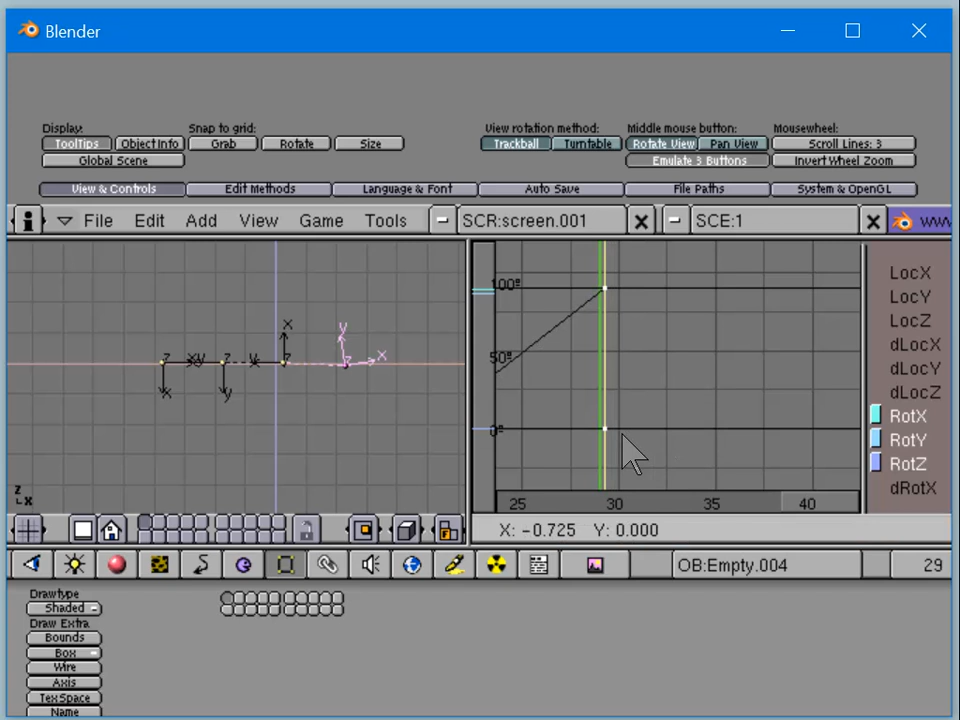 Blender
Display: Snap to grid: View rotation method: Middle mouse button: Mousewheel:
ToolTips Object Info Grab Rotate Size Trackball Turntable Rotate View Pan View Scroll Lines: 3
Global Scene Emulate 3 Buttons Invert Wheel Zoom
View & Controls Edit Methods Language & Font Auto Save File Paths System & OpenGL
File Edit Add View Game Tools SCR:screen.001 X SCE:1 X www
LocX
100°
LocY
LocZ
x y
dLocX
z xy z y z z x
50°
dLocY
x y
dLocZ
RotX
0°
RotY
RotZ
z
x
dRotX
25 30 35 40
X: -0.725 Y: 0.000
OB:Empty.004 29
Drawtype
Shaded
Draw Extra
Bounds
Box
Wire
Axis
TexSpace
Name